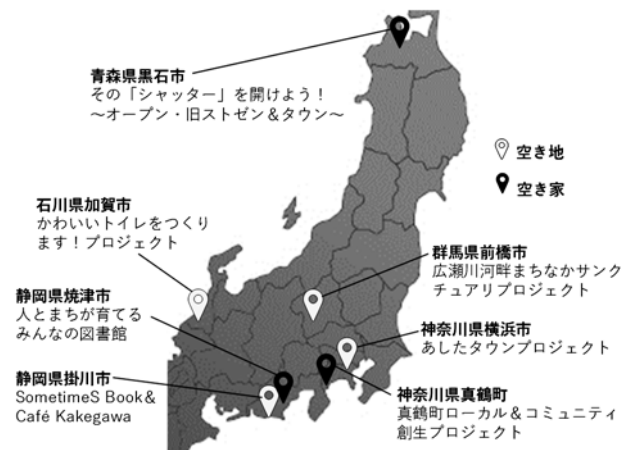 青森県黒石市
その「シャッター」を開けよう！
〜オープン・旧ストゼン＆タウン〜
空き地
空き家
石川県加賀市
かわいいトイレをつくり
ます！プロジェクト
群馬県前橋市
広瀬川河畔まちなかサンク
チュアリプロジェクト
静岡県焼津市
人とまちが育てる
みんなの図書館
神奈川県横浜市
あしたタウンプロジェクト
静岡県掛川市
SometimeS Book＆
Café Kakegawa
神奈川県真鶴町
真鶴町ローカル＆コミュニティ
創生プロジェクト